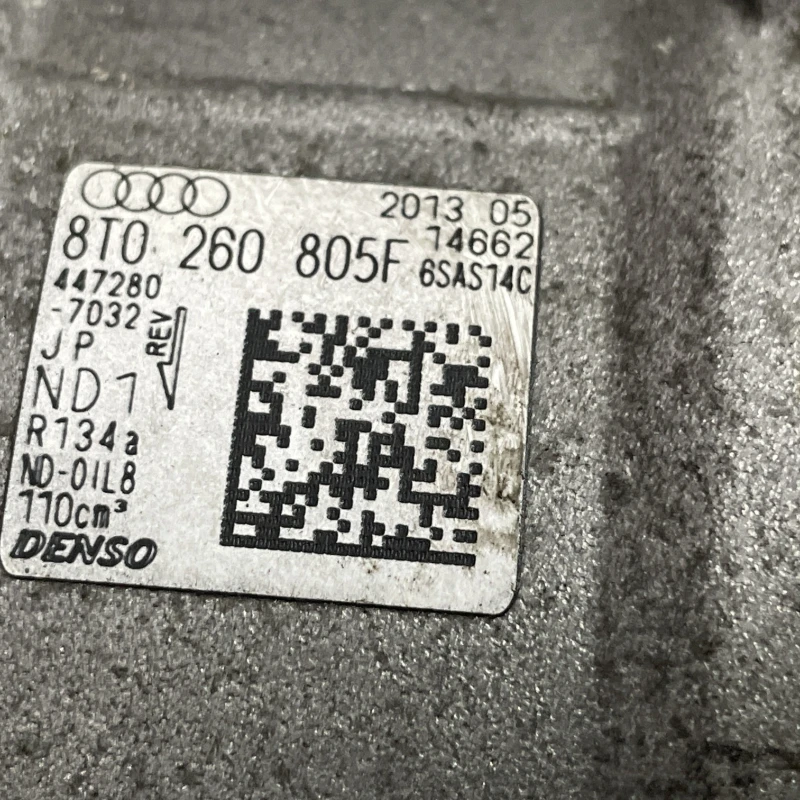 2013 05
14662
8T0 260 805F 6SAS14C
447280
-7032
REV
JP
ND1
R134a
ND-OIL8
110cm³
DENSO